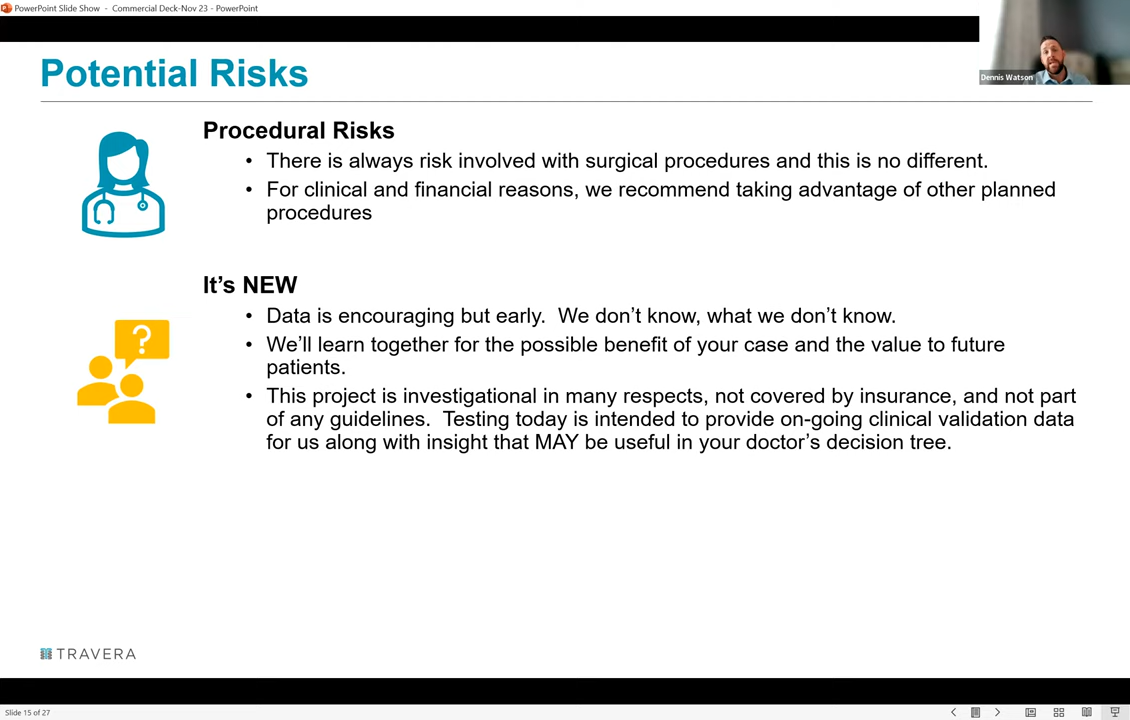 PowerPoint Slide Show - Commercial Deck-Nov 23 - PowerPoint
Dennis Watson
Potential Risks
Procedural Risks
• There is always risk involved with surgical procedures and this is no different.
• For clinical and financial reasons, we recommend taking advantage of other planned
procedures
?
It’s NEW
• Data is encouraging but early.  We don’t know, what we don’t know.
• We’ll learn together for the possible benefit of your case and the value to future
patients.
• This project is investigational in many respects, not covered by insurance, and not part
of any guidelines.  Testing today is intended to provide on-going clinical validation data
for us along with insight that MAY be useful in your doctor’s decision tree.
TRAVERA
Slide 15 of 27